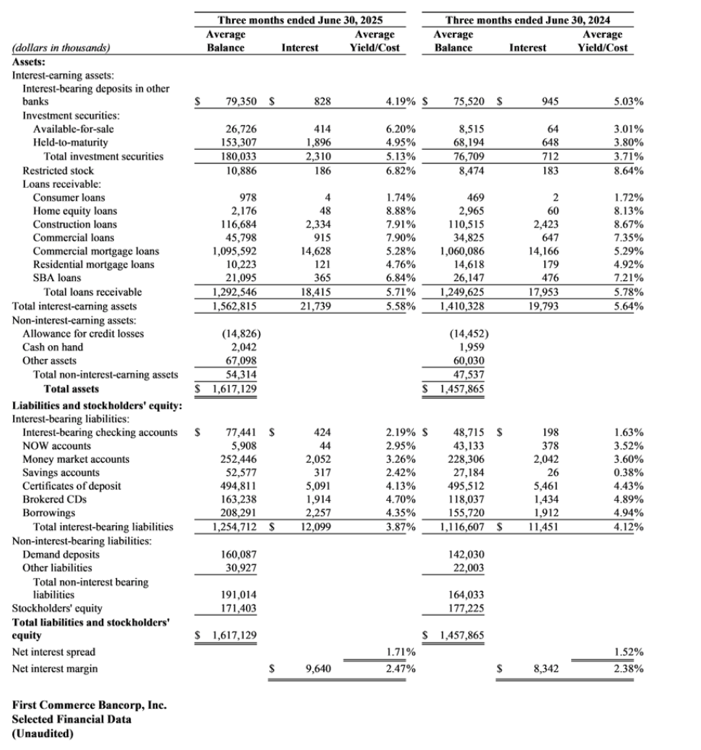 Three months ended June 30, 2025 Three months ended June 30, 2024
Average Average Average Average
(dollars in thousands) Balance Interest Yield/Cost Balance Interest Yield/Cost
Assets:
Interest-earning assets:
Interest-bearing deposits in other
banks $ 79,350 $ 828 4.19% $ 75,520 $ 945 5.03%
Investment securities:
Available-for-sale 26,726 414 6.20% 8,515 64 3.01%
Held-to-maturity 153,307 1,896 4.95% 68,194 648 3.80%
Total investment securities 180,033 2,310 5.13% 76,709 712 3.71%
Restricted stock 10,886 186 6.82% 8,474 183 8.64%
Loans receivable:
Consumer loans 978 4 1.74% 469 2 1.72%
Home equity loans 2,176 48 8.88% 2,965 60 8.13%
Construction loans 116,684 2,334 7.91% 110,515 2,423 8.67%
Commercial loans 45,798 915 7.90% 34,825 647 7.35%
Commercial mortgage loans 1,095,592 14,628 5.28% 1,060,086 14,166 5.29%
Residential mortgage loans 10,223 121 4.76% 14,618 179 4.92%
SBA loans 21,095 365 6.84% 26,147 476 7.21%
Total loans receivable 1,292,546 18,415 5.71% 1,249,625 17,953 5.78%
Total interest-earning assets 1,562,815 21,739 5.58% 1,410,328 19,793 5.64%
Non-interest-earning assets:
Allowance for credit losses (14,826) (14,452)
Cash on hand 2,042 1,959
Other assets 67,098 60,030
Total non-interest-earning assets 54,314 47,537
Total assets $ 1,617,129 $ 1,457,865
Liabilities and stockholders' equity:
Interest-bearing liabilities:
Interest-bearing checking accounts $ 77,441 $ 424 2.19% $ 48,715 $ 198 1.63%
NOW accounts 5,908 44 2.95% 43,133 378 3.52%
Money market accounts 252,446 2,052 3.26% 228,306 2,042 3.60%
Savings accounts 52,577 317 2.42% 27,184 26 0.38%
Certificates of deposit 494,811 5,091 4.13% 495,512 5,461 4.43%
Brokered CDs 163,238 1,914 4.70% 118,037 1,434 4.89%
Borrowings 208,291 2,257 4.35% 155,720 1,912 4.94%
Total interest-bearing liabilities 1,254,712 $ 12,099 3.87% 1,116,607 $ 11,451 4.12%
Non-interest-bearing liabilities:
Demand deposits 160,087 142,030
Other liabilities 30,927 22,003
Total non-interest bearing
liabilities 191,014 164,033
Stockholders' equity 171,403 177,225
Total liabilities and stockholders'
equity $ 1,617,129 $ 1,457,865
Net interest spread 1.71% 1.52%
Net interest margin $ 9,640 2.47% $ 8,342 2.38%
First Commerce Bancorp, Inc.
Selected Financial Data
(Unaudited)